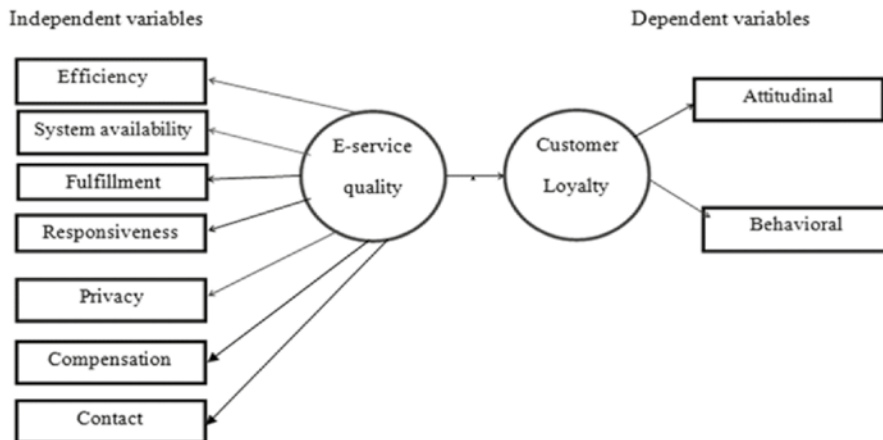 Independent variables
Dependent variables
Efficiency
System availability
Fulfillment
Responsiveness
Privacy
Compensation
Contact
E-service
quality
Customer
Loyalty
Attitudinal
Behavioral